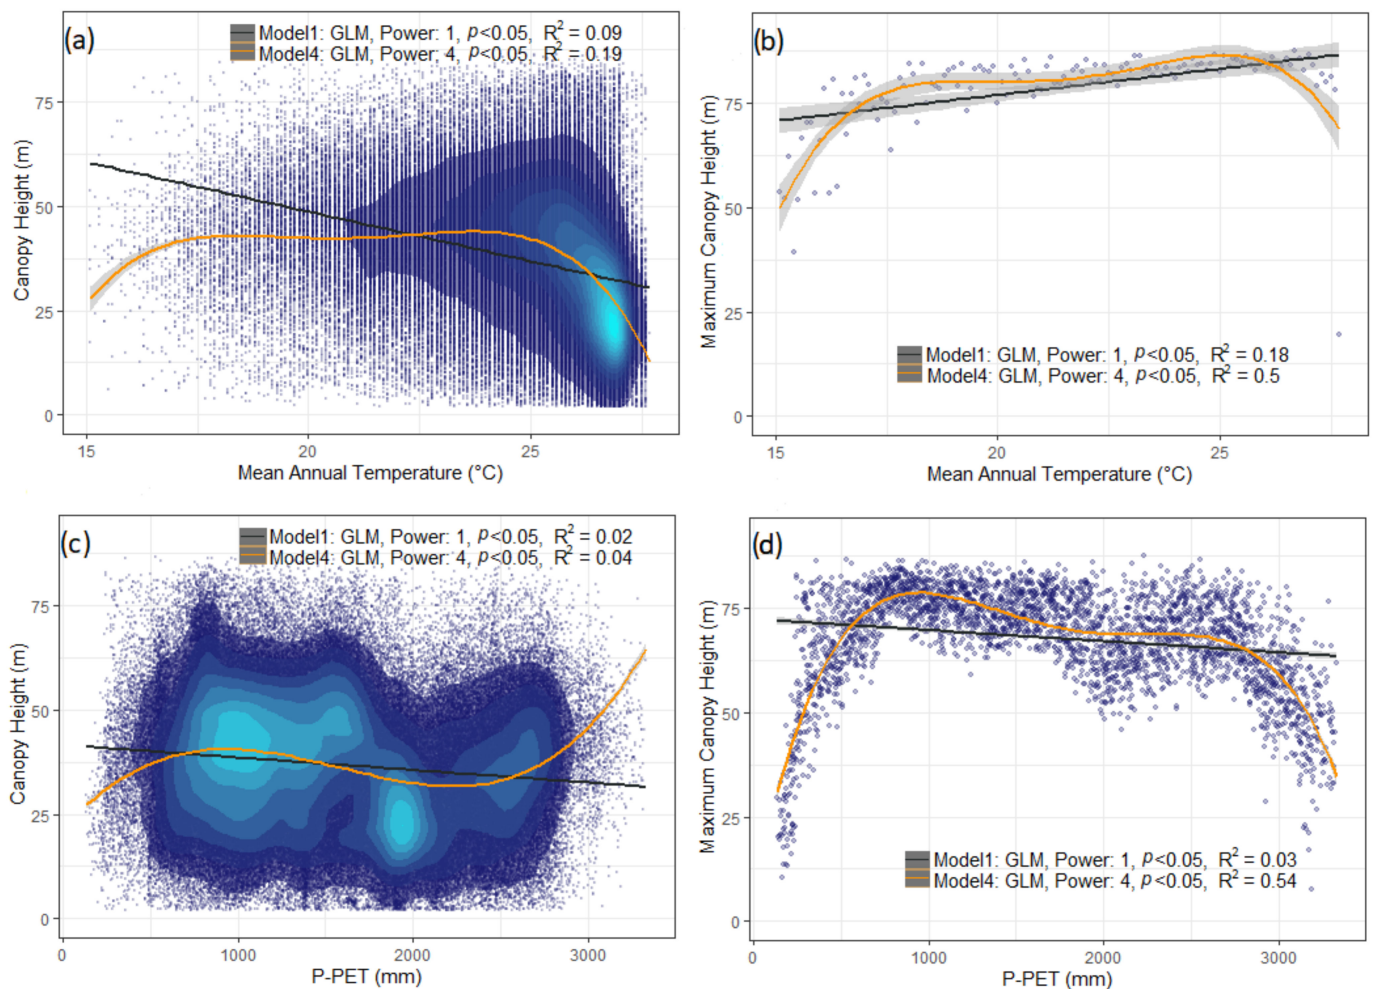 (a)
Model1: GLM, Power: 1, p<0.05, R² = 0.09
Model4: GLM, Power: 4, p<0.05, R² = 0.19
Canopy Height (m)
75
50
25
0
15 20 25
Mean Annual Temperature (°C)
(b)
Maximum Canopy Height (m)
75
50
25
0
Model1: GLM, Power: 1, p<0.05, R² = 0.18
Model4: GLM, Power: 4, p<0.05, R² = 0.5
15 20 25
Mean Annual Temperature (°C)
(c)
Model1: GLM, Power: 1, p<0.05, R² = 0.02
Model4: GLM, Power: 4, p<0.05, R² = 0.04
Canopy Height (m)
75
50
25
0
0 1000 2000 3000
P-PET (mm)
(d)
Maximum Canopy Height (m)
75
50
25
0
Model1: GLM, Power: 1, p<0.05, R² = 0.03
Model4: GLM, Power: 4, p<0.05, R² = 0.54
0 1000 2000 3000
P-PET (mm)